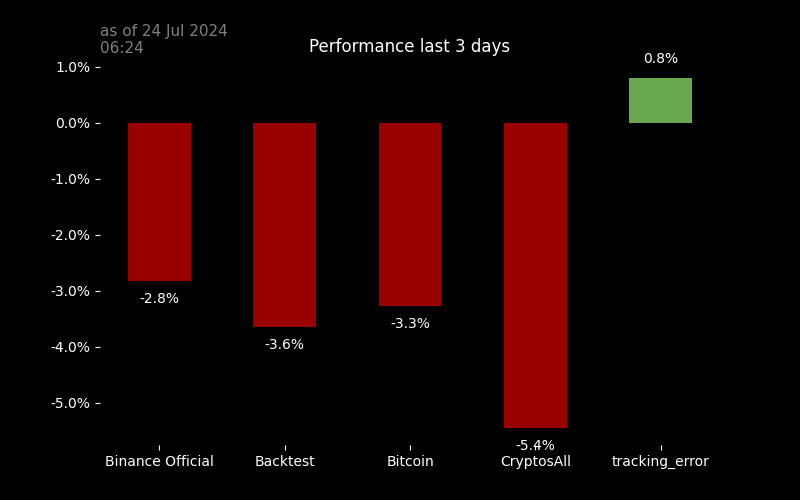 as of 24 Jul 2024
06:24
Performance last 3 days
1.0%
0.0%
-1.0%
-2.0%
-3.0%
-4.0%
-5.0%
0.8%
-2.8%
-3.6%
-3.3%
-5.4%
Binance Official
Backtest
Bitcoin
CryptosAll
tracking_error